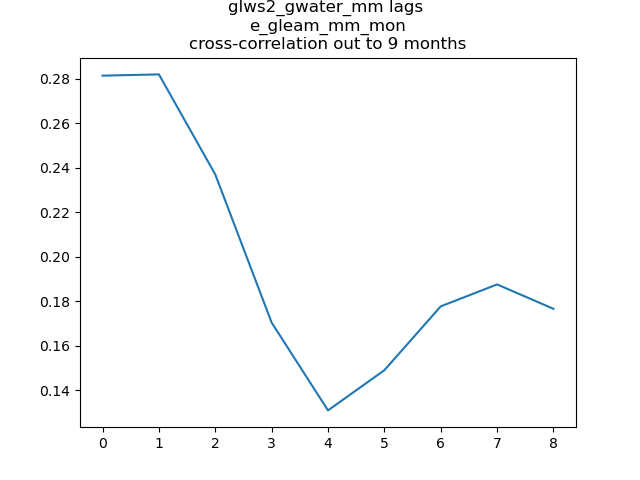 glws2_gwater_mm lags
e_gleam_mm_mon
cross-correlation out to 9 months
0.28
0.26
0.24
0.22
0.20
0.18
0.16
0.14
0 1 2 3 4 5 6 7 8